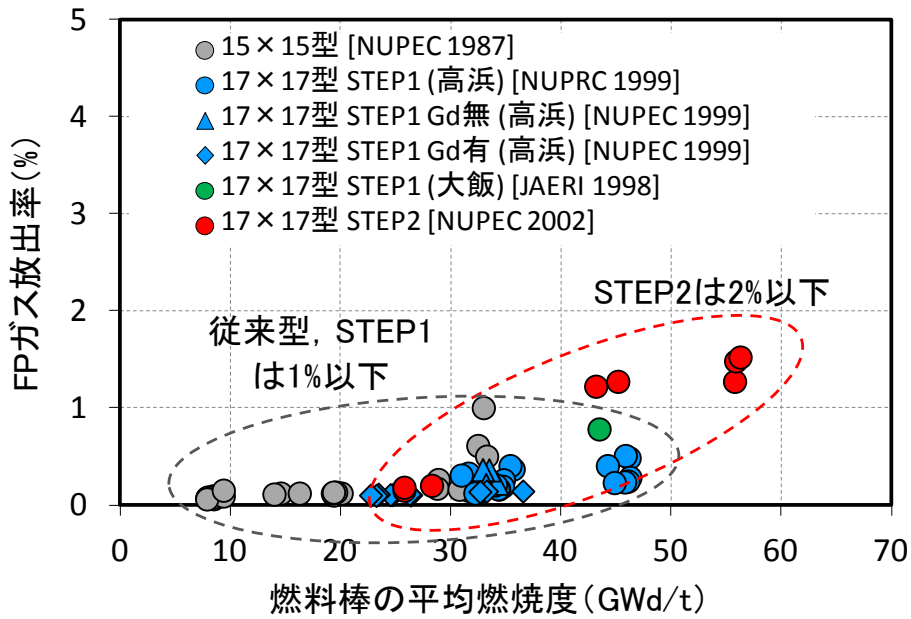 5
4
3
2
1
0
FPガス放出率(%)
15×15型 [NUPEC 1987]
17×17型 STEP1 (高浜) [NUPRC 1999]
17×17型 STEP1 Gd無 (高浜) [NUPEC 1999]
17×17型 STEP1 Gd有 (高浜) [NUPEC 1999]
17×17型 STEP1 (大飯) [JAERI 1998]
17×17型 STEP2 [NUPEC 2002]
STEP2は2%以下
従来型, STEP1
は1%以下
0 10 20 30 40 50 60 70
燃料棒の平均燃焼度(GWd/t)